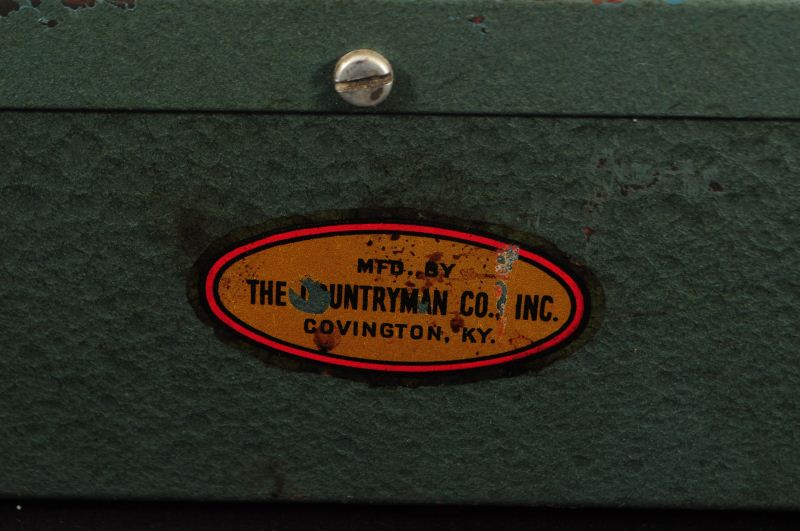 MFD. BY
THE COUNTRYMAN CO., INC.
COVINGTON, KY.